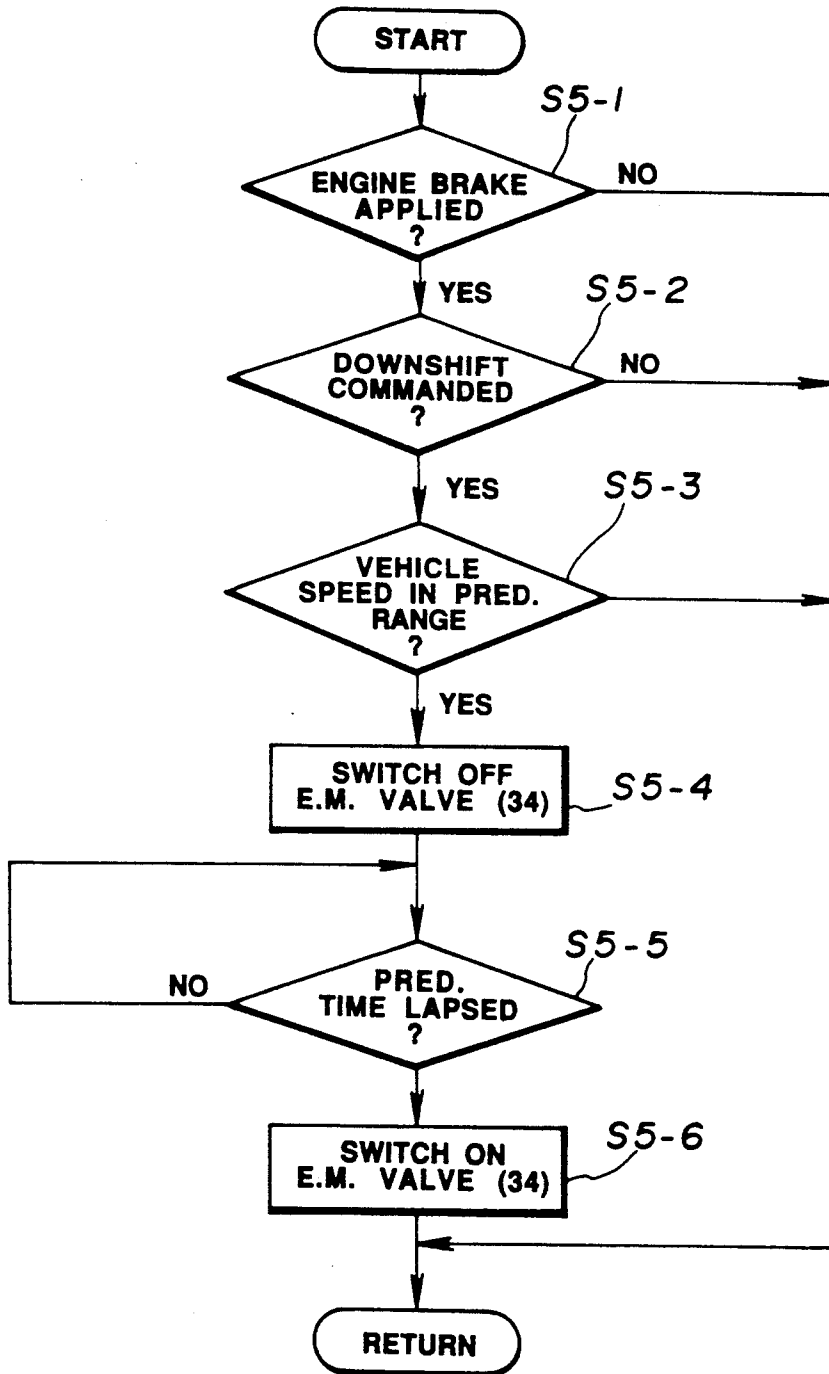 START
S5-1
ENGINE BRAKE
APPLIED
?
NO
YES
S5-2
DOWNSHIFT
COMMANDED
?
NO
YES
S5-3
VEHICLE
SPEED IN PRED.
RANGE
?
YES
SWITCH OFF
E.M. VALVE (34)
S5-4
S5-5
PRED.
TIME LAPSED
?
NO
SWITCH ON
E.M. VALVE (34)
S5-6
RETURN